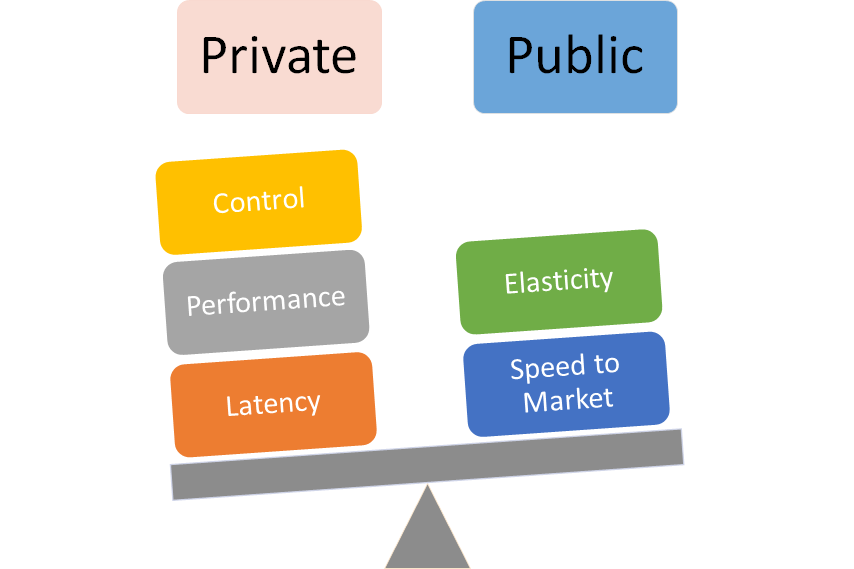 Private
Public
Control
Performance
Latency
Elasticity
Speed to
Market